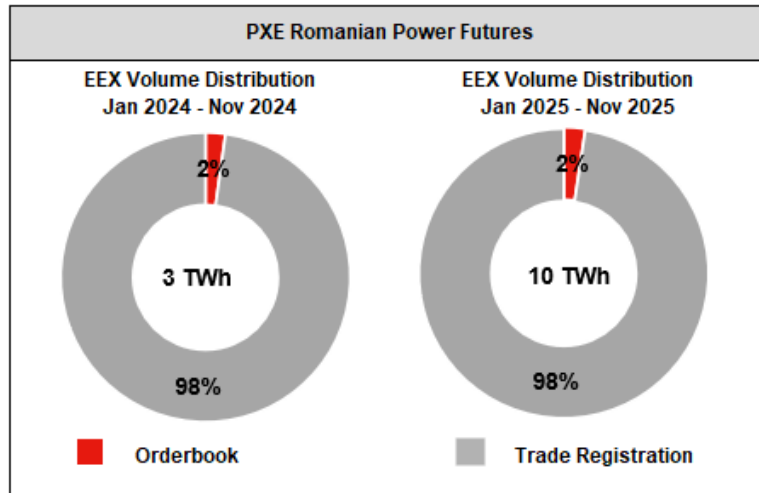 PXE Romanian Power Futures
EEX Volume Distribution
Jan 2024 - Nov 2024
2%
3 TWh
98%
EEX Volume Distribution
Jan 2025 - Nov 2025
2%
10 TWh
98%
Orderbook
Trade Registration